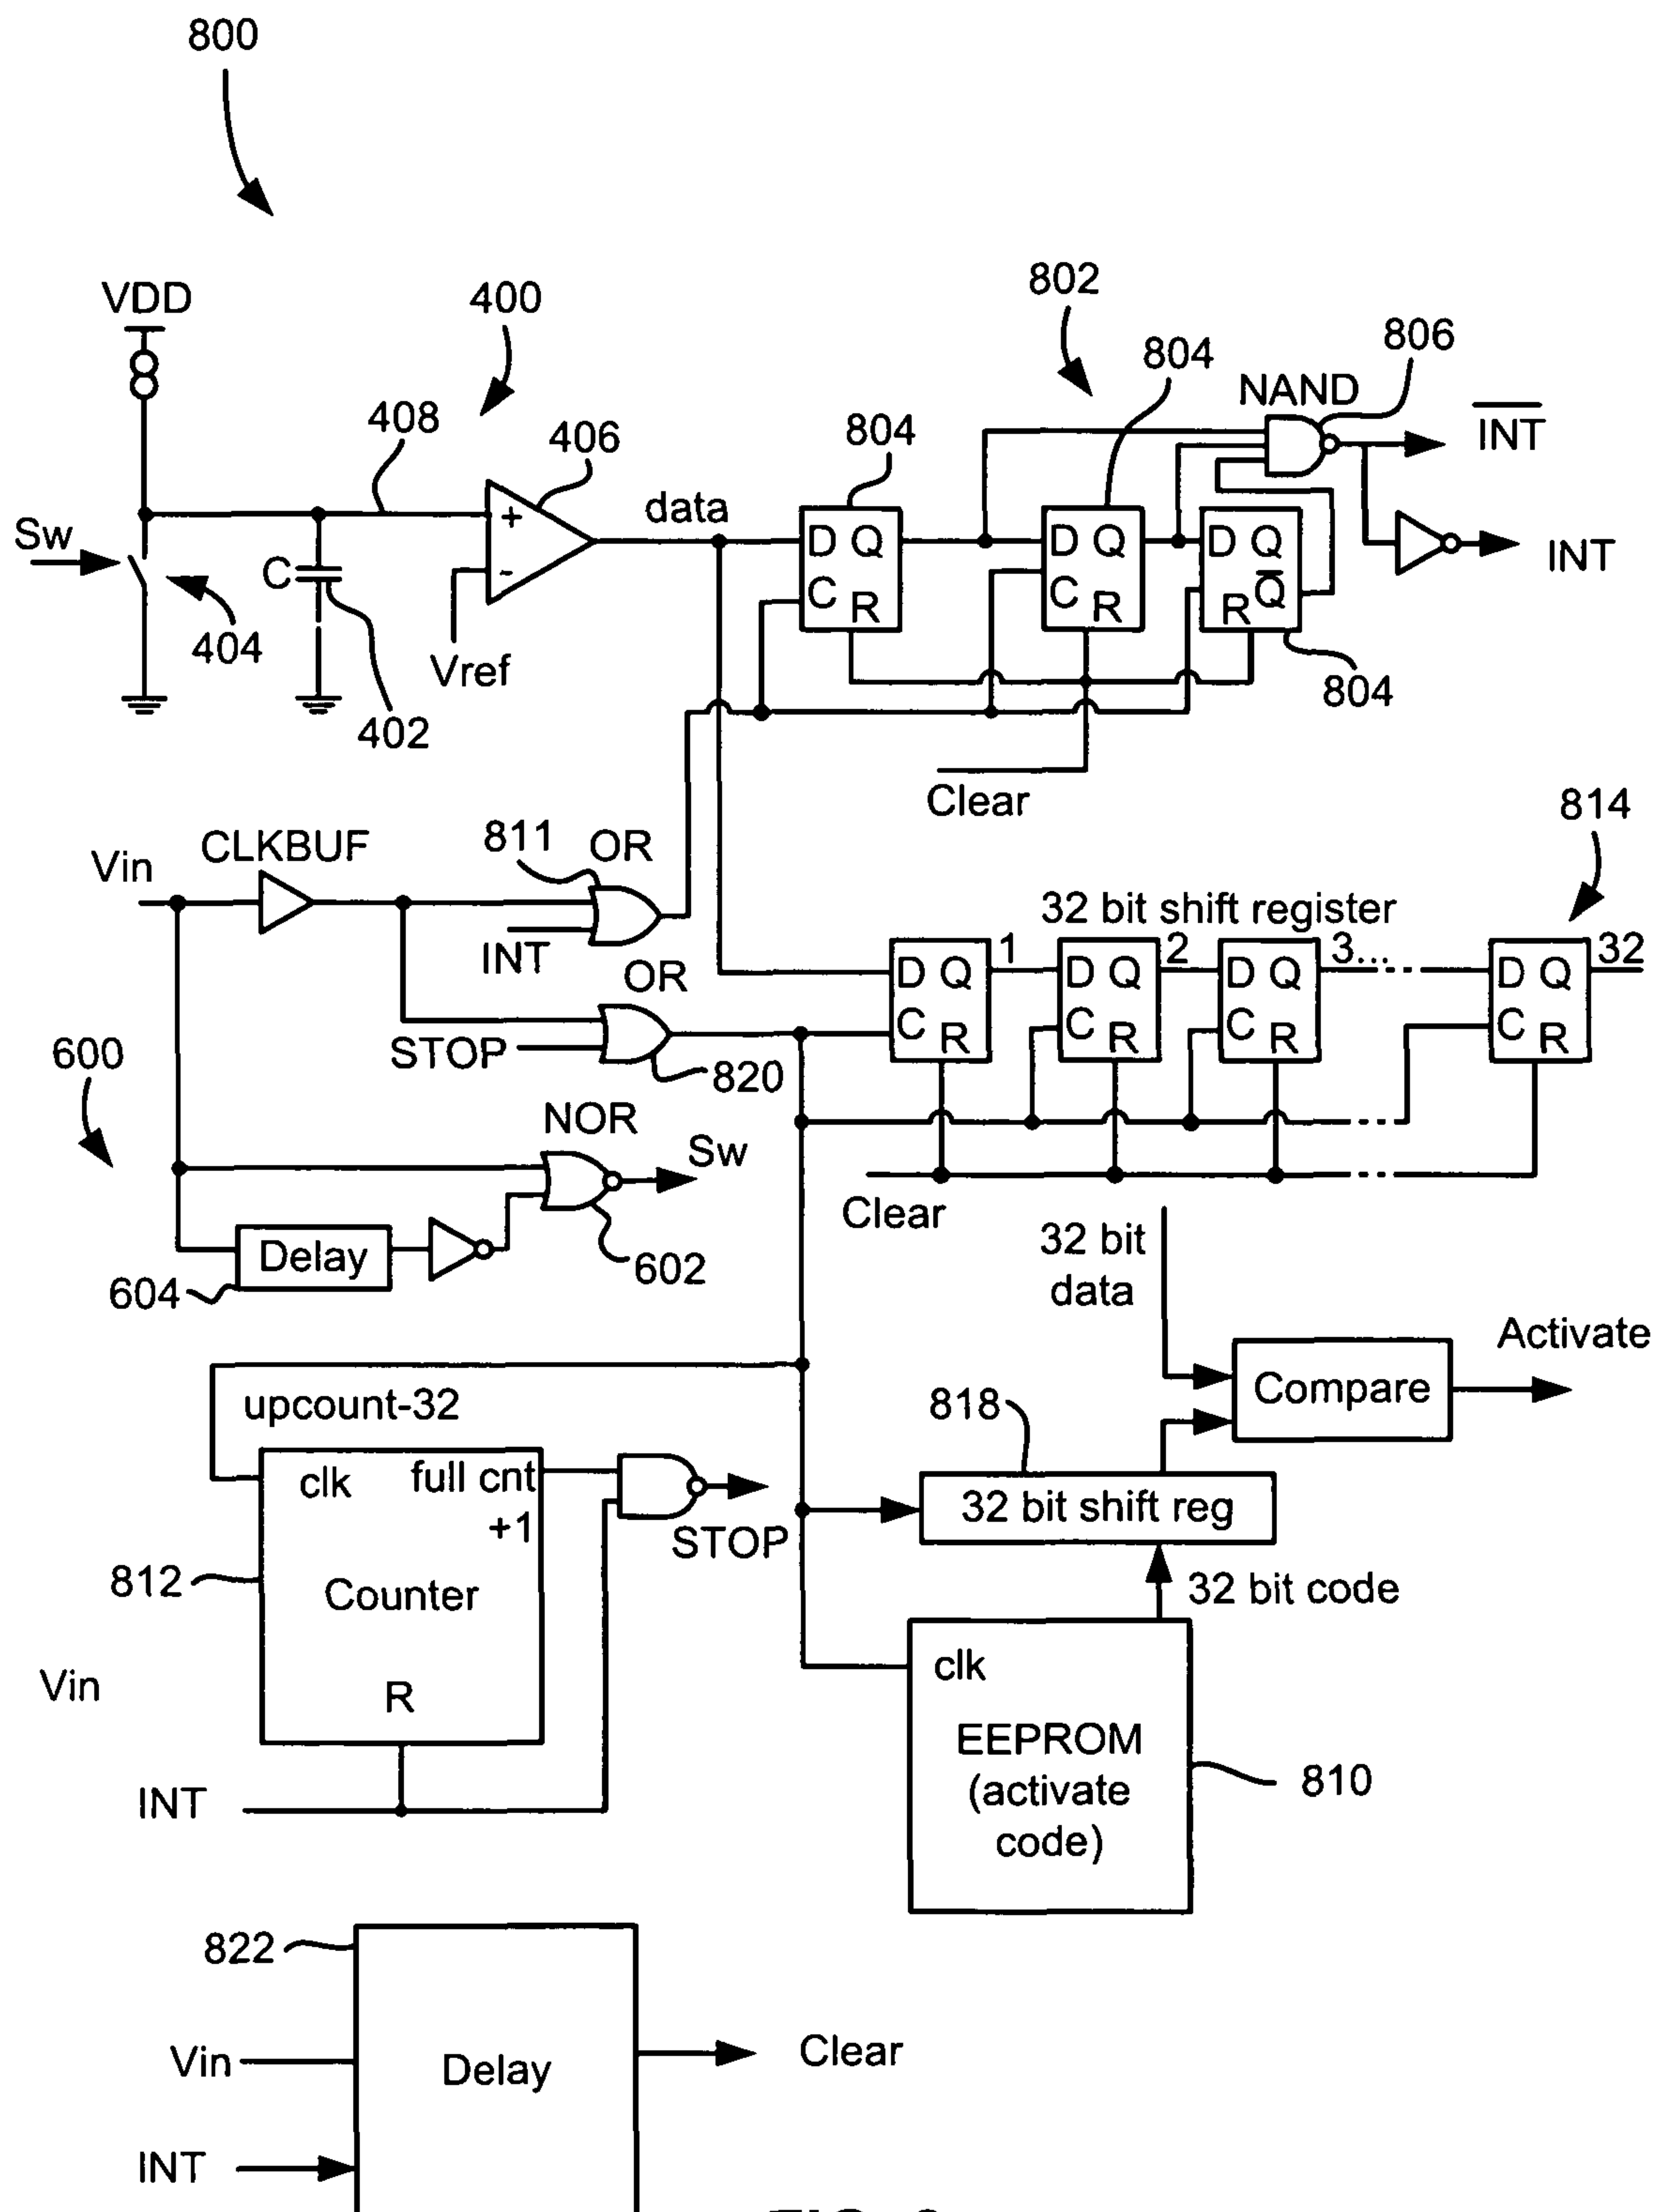 800
VDD
400
802
804
806
NAND
INT
408
406
804
data
Sw
+
D Q
D Q
D Q
INT
C
-
C
R
C
R
R
Q
404
Vref
804
402
Clear
814
811
OR
CLKBUF
Vin
32 bit shift register
INT
1
2
3...
32
OR
D Q
D Q
D Q
D Q
C
R
C
R
C
R
C
R
STOP
600
820
NOR
Sw
Clear
32 bit
data
Delay
602
604
Activate
Compare
upcount-32
818
clk
full cnt
+1
32 bit shift reg
STOP
812
Counter
32 bit code
clk
Vin
R
EEPROM
(activate
code)
810
INT
822
Vin
Delay
Clear
INT